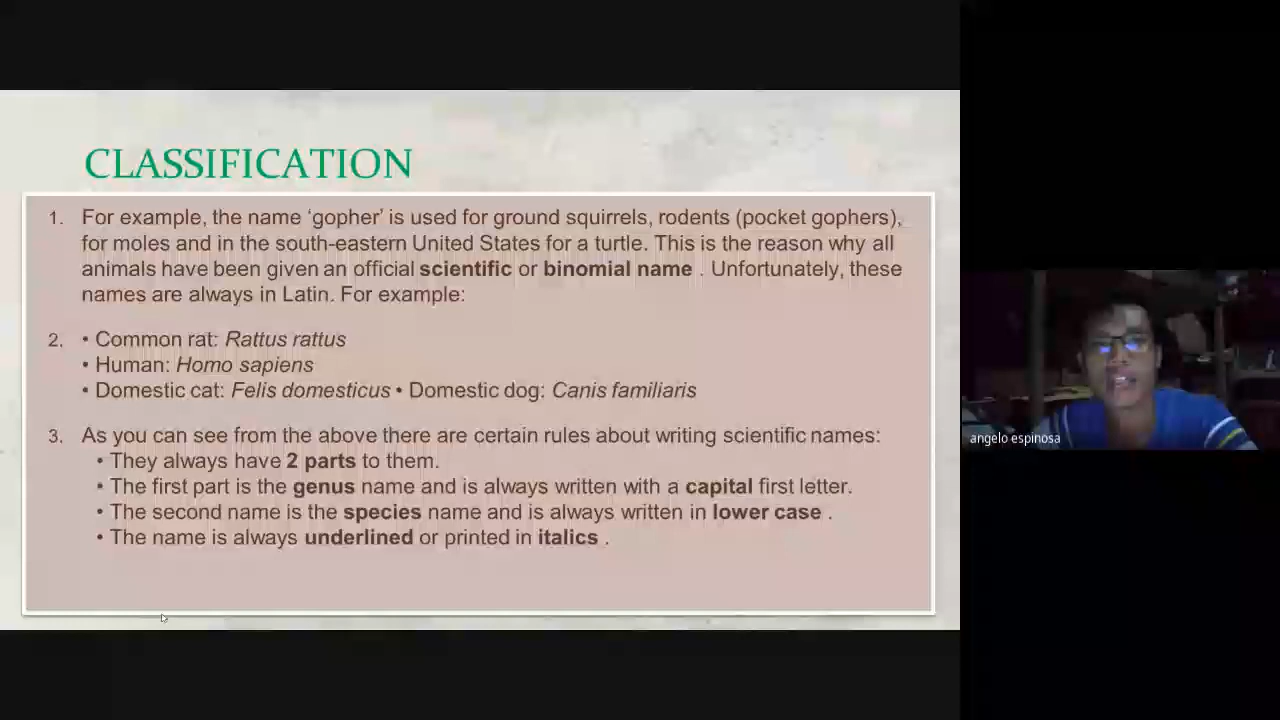 CLASSIFICATION
1. For example, the name ‘gopher’ is used for ground squirrels, rodents (pocket gophers),
for moles and in the south-eastern United States for a turtle. This is the reason why all
animals have been given an official scientific or binomial name . Unfortunately, these
names are always in Latin. For example:
2. • Common rat: Rattus rattus
• Human: Homo sapiens
• Domestic cat: Felis domesticus • Domestic dog: Canis familiaris
3. As you can see from the above there are certain rules about writing scientific names:
• They always have 2 parts to them.
• The first part is the genus name and is always written with a capital first letter.
• The second name is the species name and is always written in lower case .
• The name is always underlined or printed in italics .
angelo espinosa